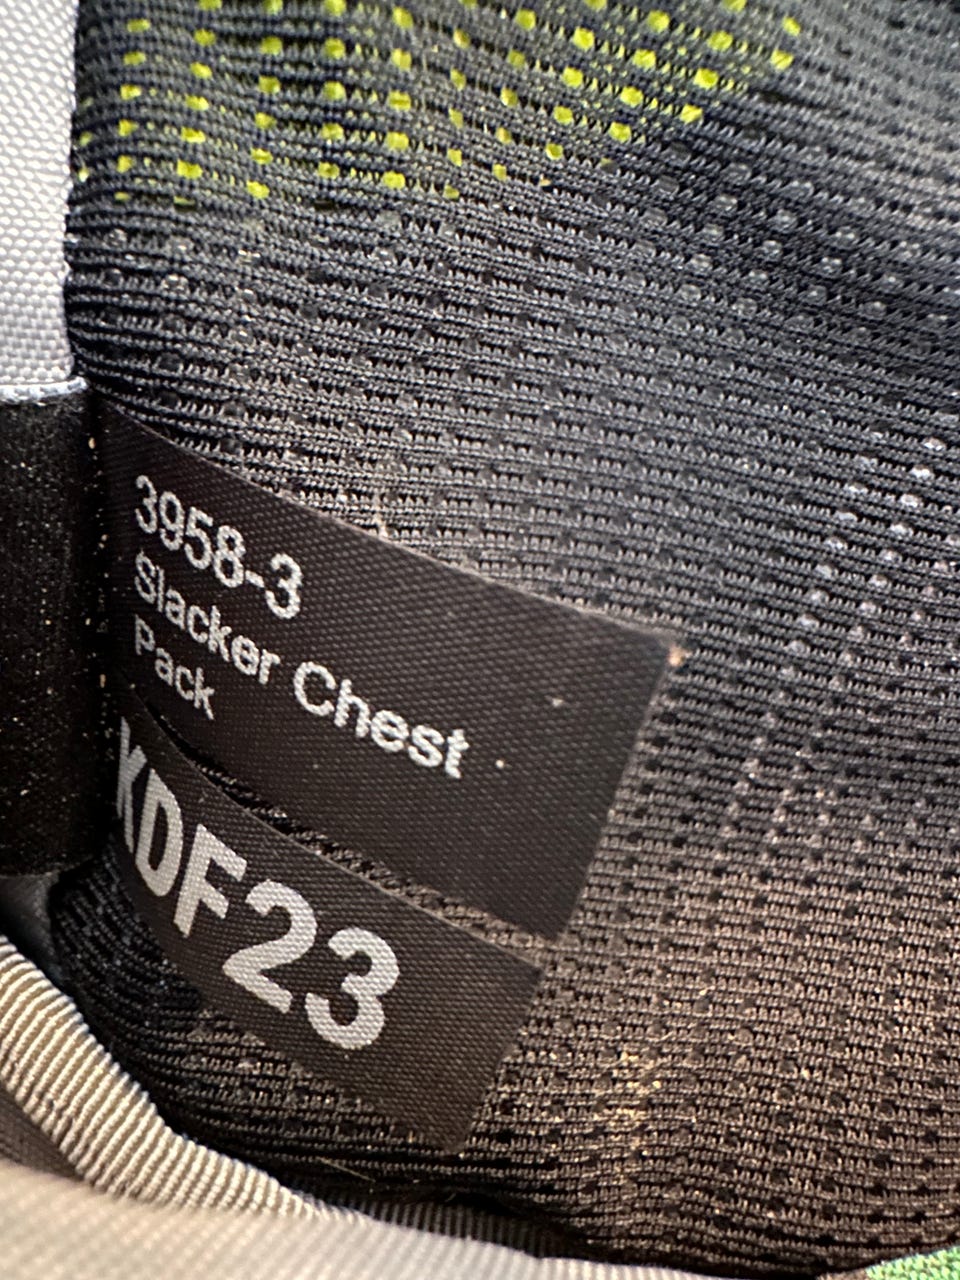 3958-3
Slacker Chest
Pack
KDF23